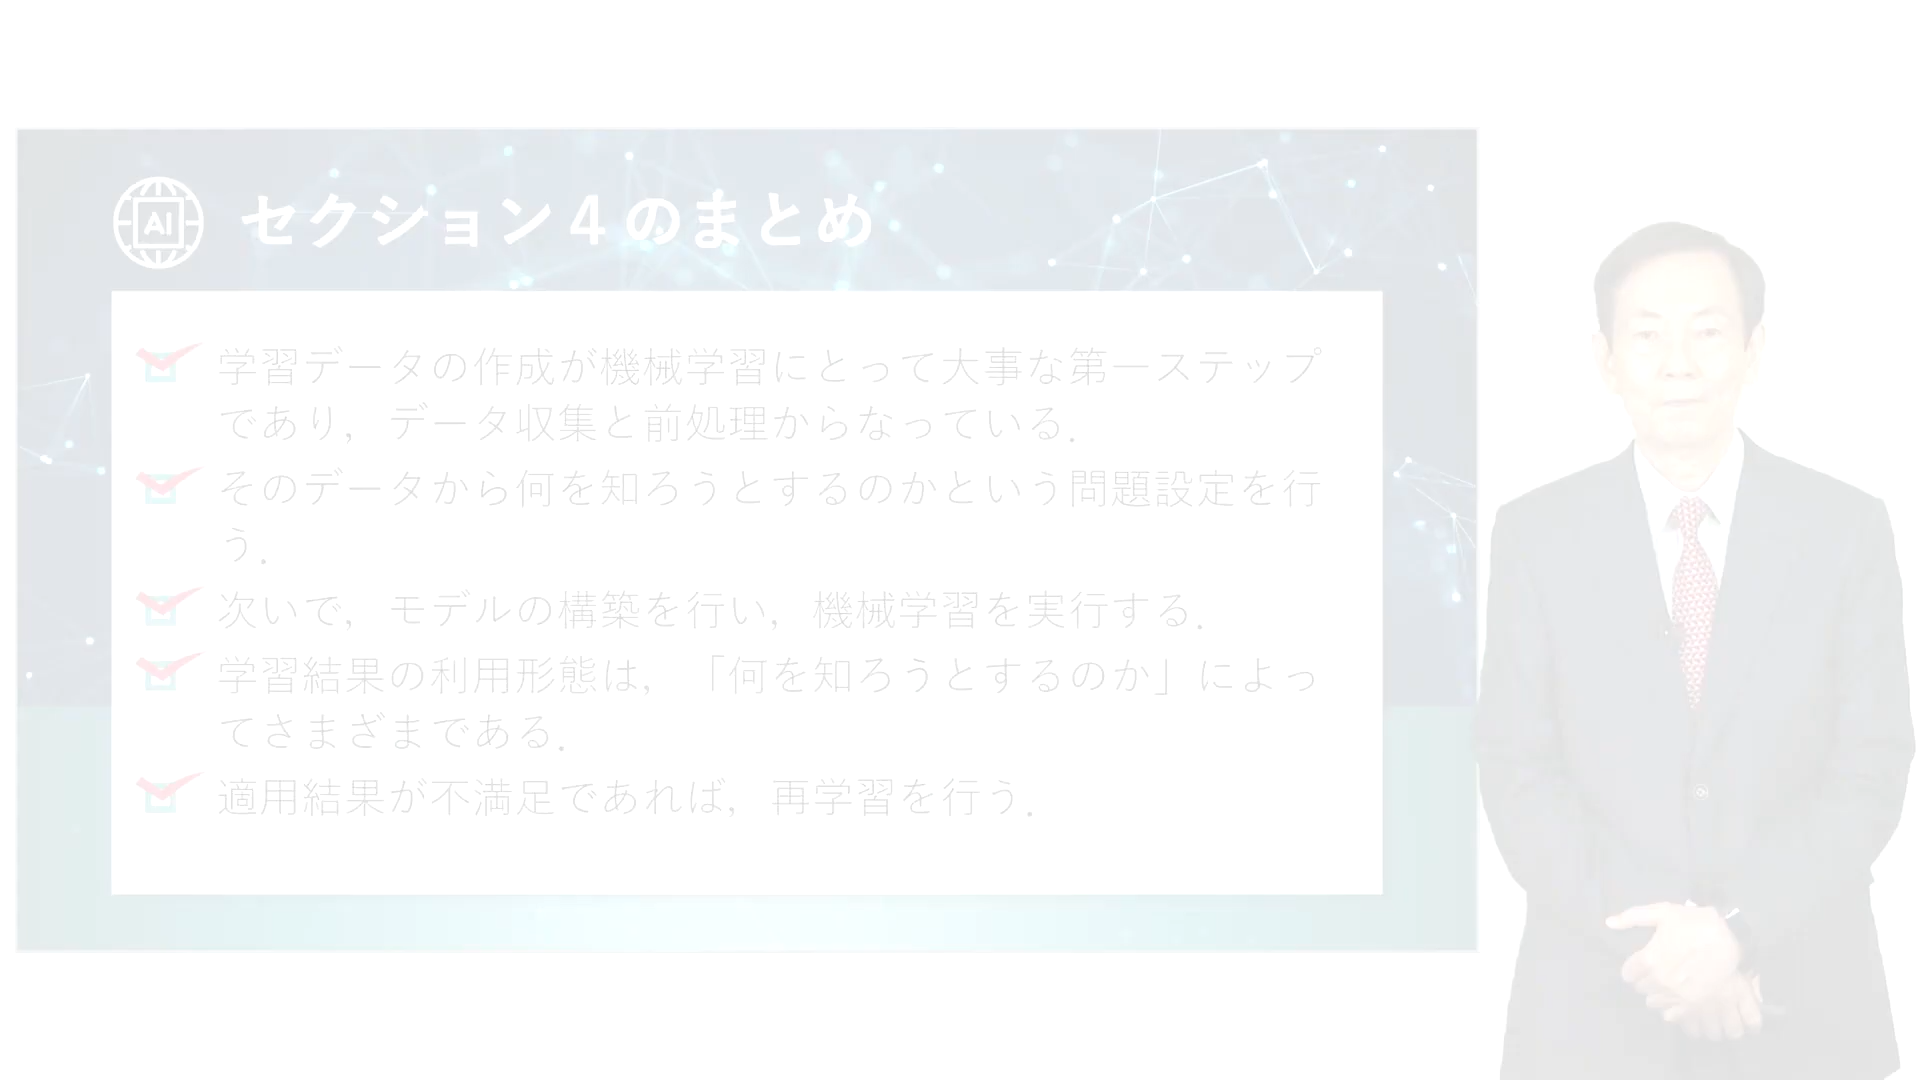 AI
セクション4のまとめ
学習データの作成が機械学習にとって大事な第一ステップ
であり，データ収集と前処理からなっている．
そのデータから何を知ろうとするのかという問題設定を行
う．
次いで，モデルの構築を行い，機械学習を実行する．
学習結果の利用形態は，「何を知ろうとするのか」によっ
てさまざまである．
適用結果が不満足であれば，再学習を行う．